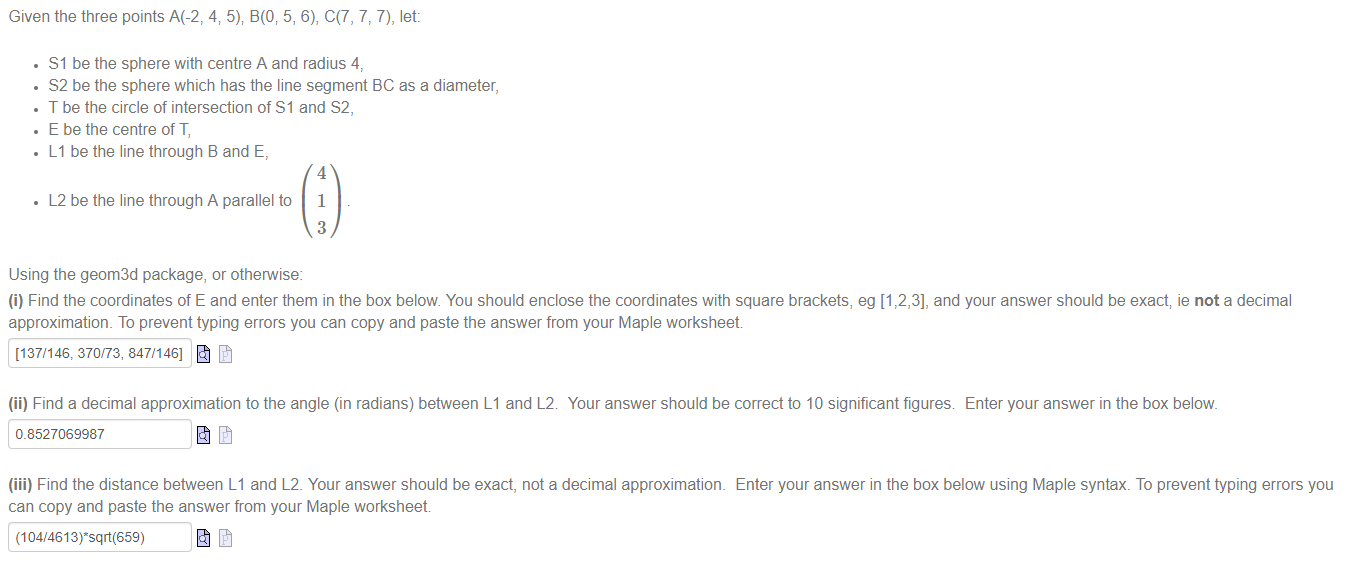 Given the three points A(-2, 4, 5), B(0, 5, 6), C(7, 7, 7), let:
• S1 be the sphere with centre A and radius 4,
• S2 be the sphere which has the line segment BC as a diameter,
• T be the circle of intersection of S1 and S2,
• E be the centre of T,
• L1 be the line through B and E,
4
• L2 be the line through A parallel to ( 1 ).
3
Using the geom3d package, or otherwise:
(i) Find the coordinates of E and enter them in the box below. You should enclose the coordinates with square brackets, eg [1,2,3], and your answer should be exact, ie not a decimal
approximation. To prevent typing errors you can copy and paste the answer from your Maple worksheet.
[137/146, 370/73, 847/146]
(ii) Find a decimal approximation to the angle (in radians) between L1 and L2.  Your answer should be correct to 10 significant figures.  Enter your answer in the box below.
0.8527069987
(iii) Find the distance between L1 and L2. Your answer should be exact, not a decimal approximation.  Enter your answer in the box below using Maple syntax. To prevent typing errors you
can copy and paste the answer from your Maple worksheet.
(104/4613)*sqrt(659)